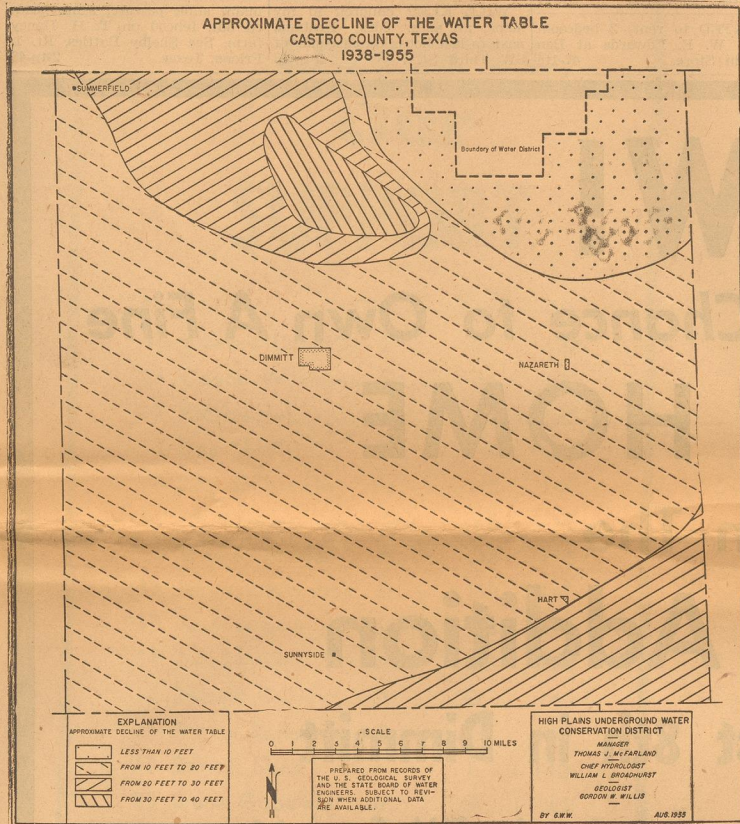 APPROXIMATE DECLINE OF THE WATER TABLE
CASTRO COUNTY, TEXAS
1938-1955
SUMMERFIELD
Boundary of Water District
DIMMITT
NAZARETH
HART
SUNNYSIDE
EXPLANATION
APPROXIMATE DECLINE OF THE WATER TABLE
LESS THAN 10 FEET
FROM 10 FEET TO 20 FEET
FROM 20 FEET TO 30 FEET
FROM 30 FEET TO 40 FEET
SCALE
0 1 2 3 4 5 6 7 8 9 10 MILES
N
PREPARED FROM RECORDS OF
THE U. S. GEOLOGICAL SURVEY
AND THE STATE BOARD OF WATER
ENGINEERS. SUBJECT TO REVI-
SION WHEN ADDITIONAL DATA
ARE AVAILABLE.
HIGH PLAINS UNDERGROUND WATER
CONSERVATION DISTRICT
MANAGER
THOMAS J. McFARLAND
CHIEF HYDROLOGIST
WILLIAM L BROADHURST
GEOLOGIST
GORDON W. WILLIS
BY G.W.W. AUG. 1955
Chance to Own A Fine
HOME